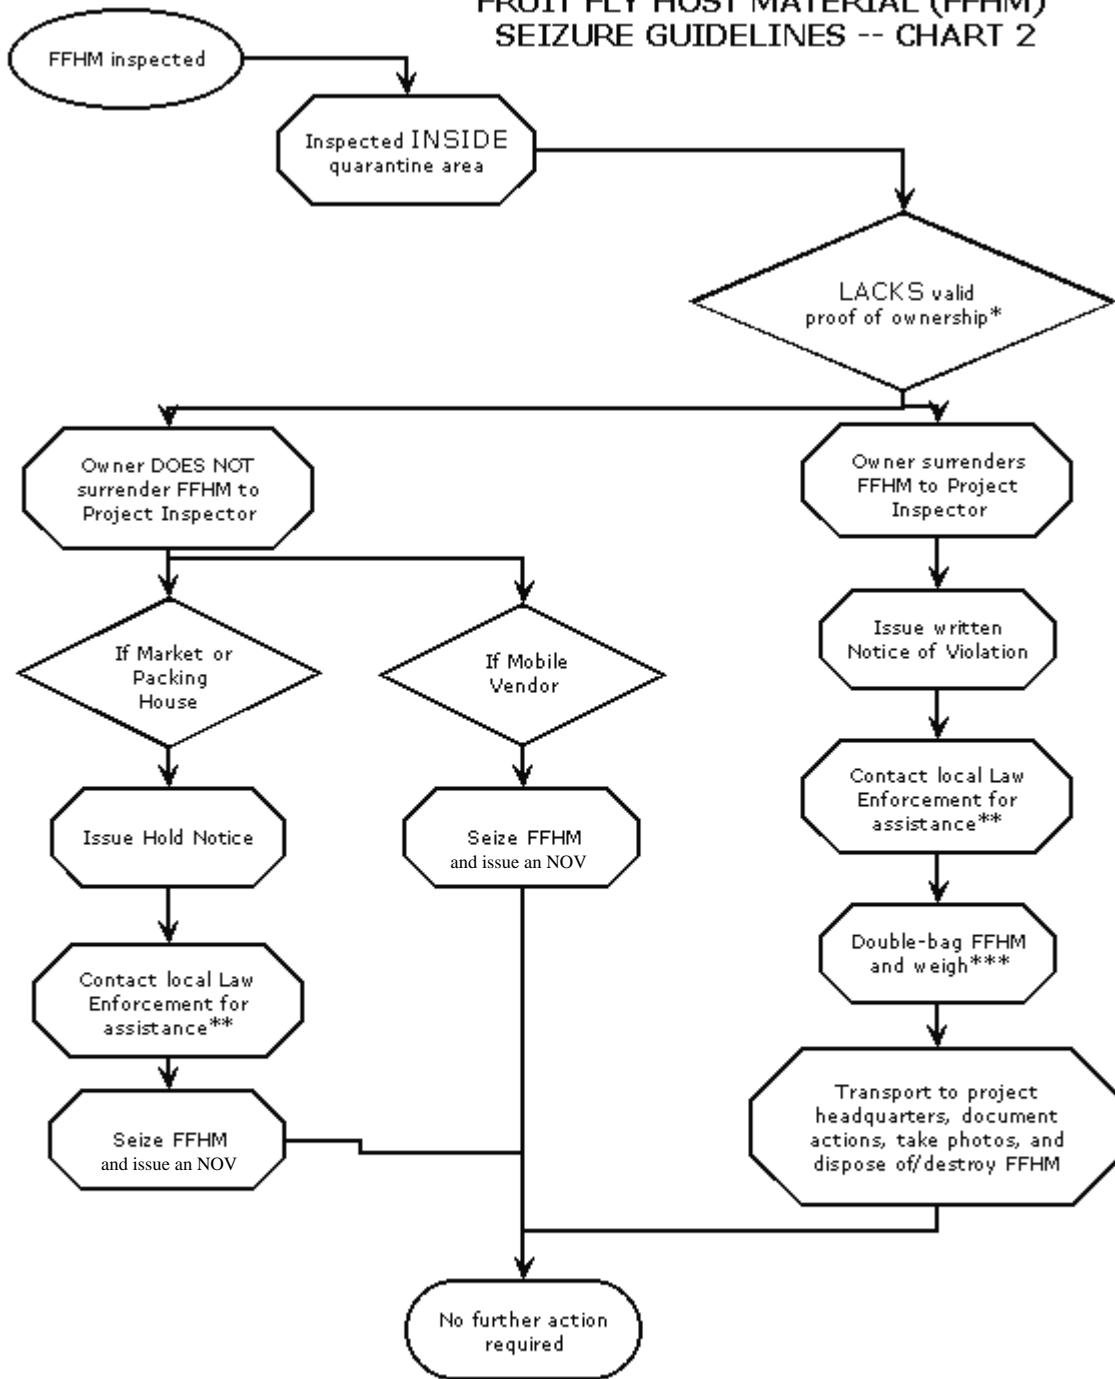 FRUIT FLY HOST MATERIAL (FFHM)
SEIZURE GUIDELINES -- CHART 2
FFHM inspected
Inspected INSIDE
quarantine area
LACKS valid
proof of ownership*
Owner DOES NOT
surrender FFHM to
Project Inspector
Owner surrenders
FFHM to Project
Inspector
If Market or
Packing
House
If Mobile
Vendor
Issue written
Notice of Violation
Issue Hold Notice
Seize FFHM
and issue an NOV
Contact local Law
Enforcement for
assistance**
Contact local Law
Enforcement for
assistance**
Double-bag FFHM
and weigh***
Seize FFHM
and issue an NOV
Transport to project
headquarters, document
actions, take photos, and
dispose of/destroy FFHM
No further action
required